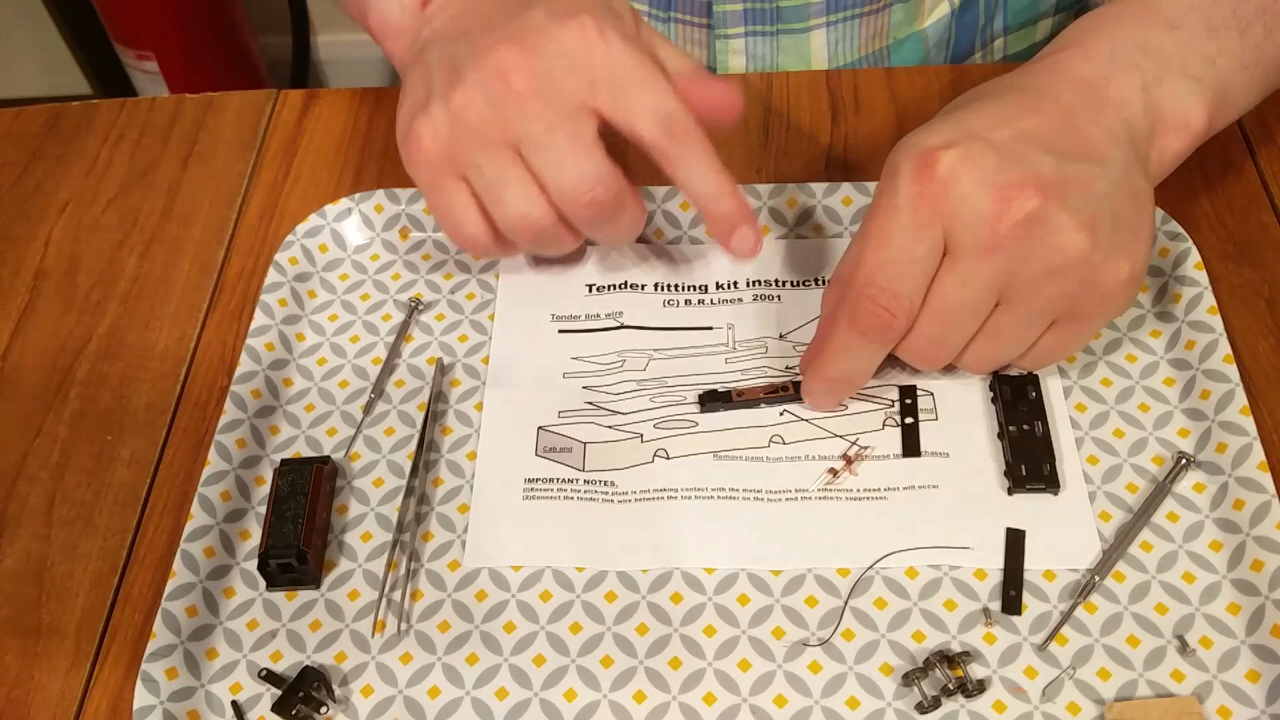 Tender fitting kit instructi
(C) B.R.Lines 2001
Tender link wire
end
Cab end
Remove paint from here if a chinese chassis
IMPORTANT NOTES,
(1)Ensure the top pick-up plate is not making contact with the metal chassis bloc, otherwise a dead shot will occur
(2)Connect the tender link wire between the top brush holder on the loco and the radio/tv suppressor.